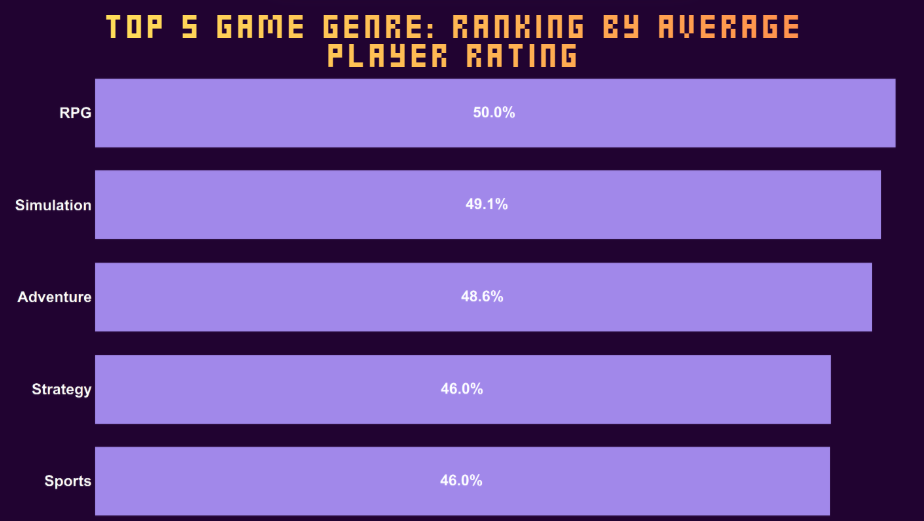 TOP 5 GAME GENRE: RANKING BY AVERAGE
PLAYER RATING
RPG 50.0%
Simulation 49.1%
Adventure 48.6%
Strategy 46.0%
Sports 46.0%